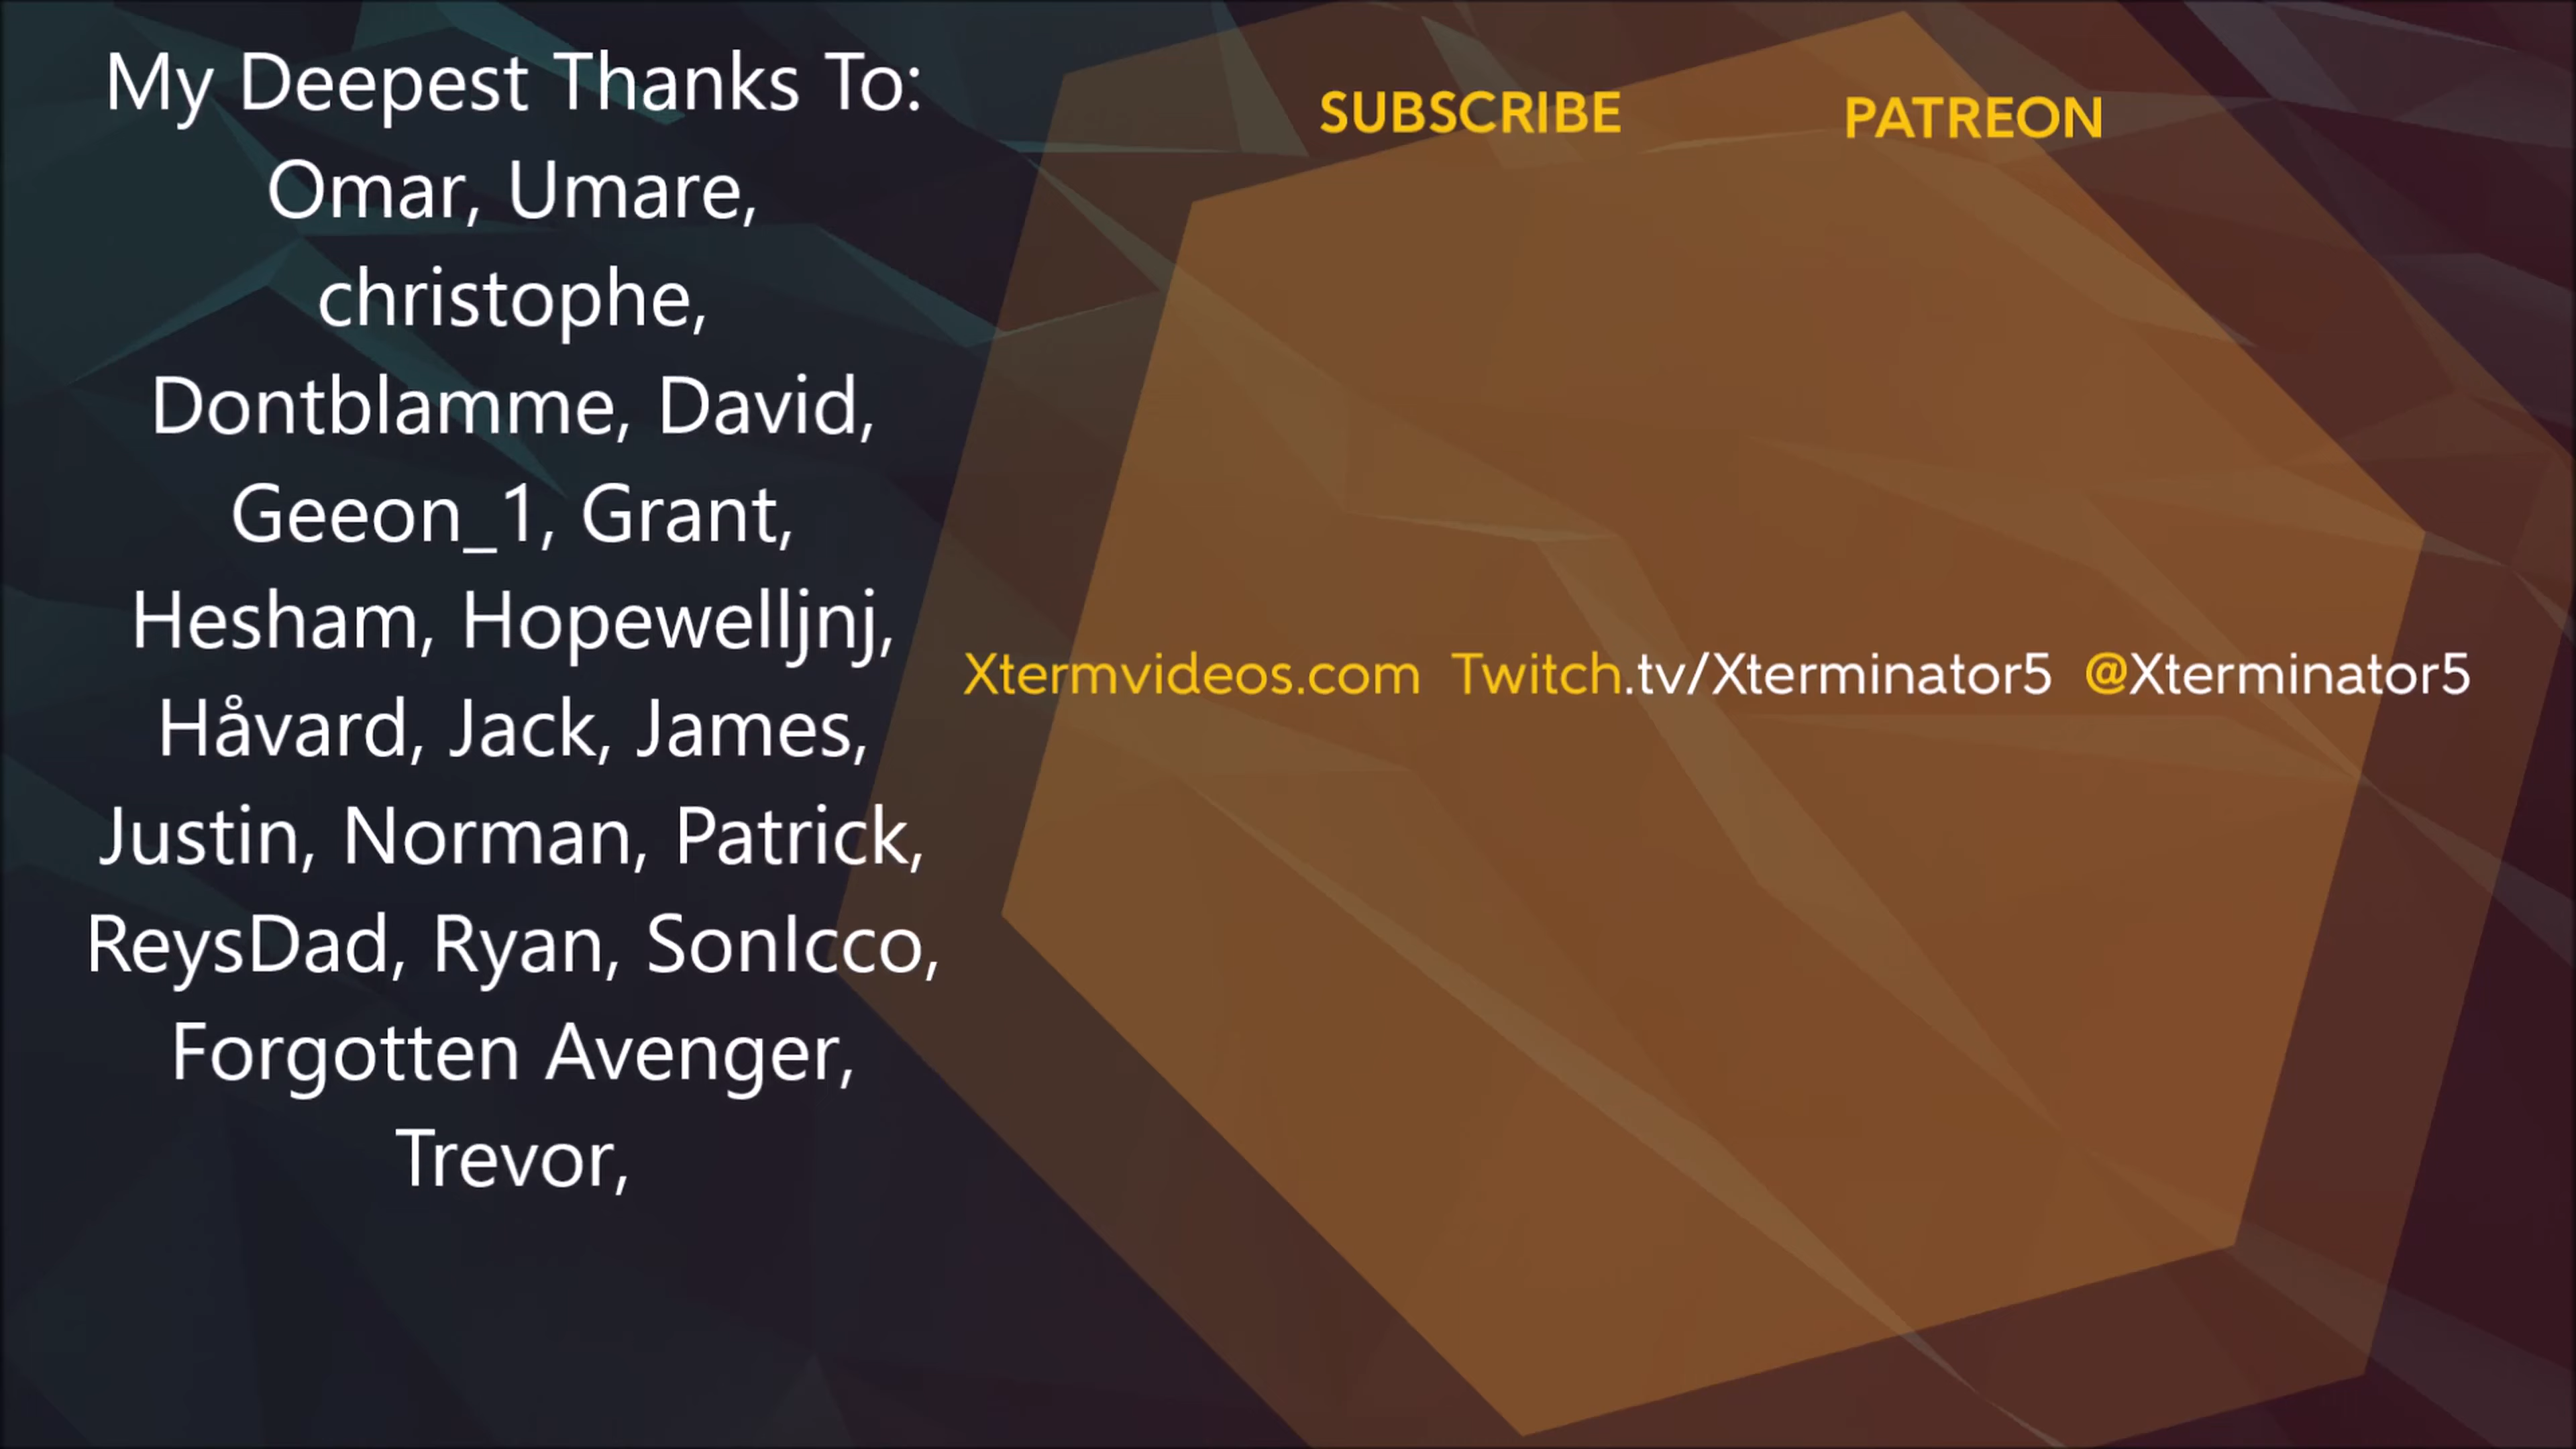 My Deepest Thanks To:
Omar, Umare,
christophe,
Dontblamme, David,
Geeon_1, Grant,
Hesham, Hopewelljnj,
Håvard, Jack, James,
Justin, Norman, Patrick,
ReysDad, Ryan, SonIcco,
Forgotten Avenger,
Trevor,
SUBSCRIBE PATREON
Xtermvideos.com Twitch.tv/Xterminator5 @Xterminator5